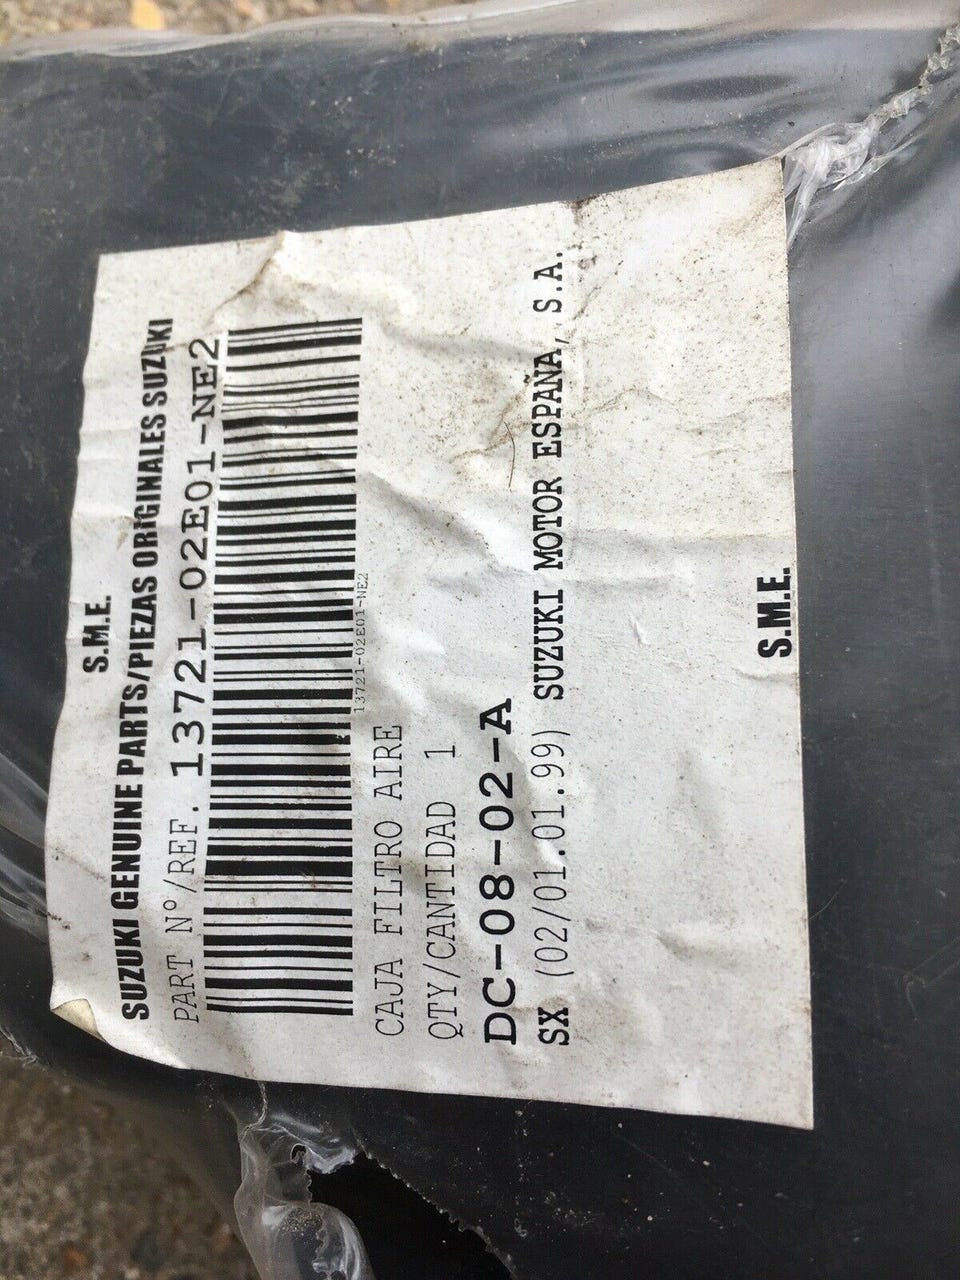 S.M.E.
SUZUKI GENUINE PARTS/PIEZAS ORIGINALES SUZUKI
PART Nº/REF. 13721-02E01-NE2
13721-02E01-NE2
CAJA FILTRO AIRE
QTY/CANTIDAD 1
DC-08-02-A
SX (02/01.01.99) SUZUKI MOTOR ESPAÑA, S.A.
S.M.E.